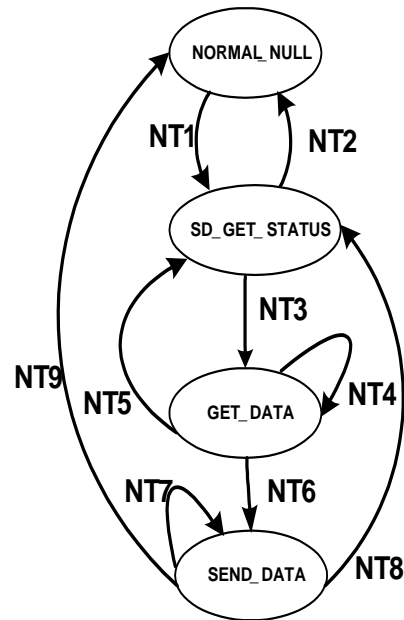 NORMAL_NULL
NT1
NT2
SD_GET_STATUS
NT3
NT9
NT5
NT4
GET_DATA
NT7
NT6
SEND_DATA
NT8